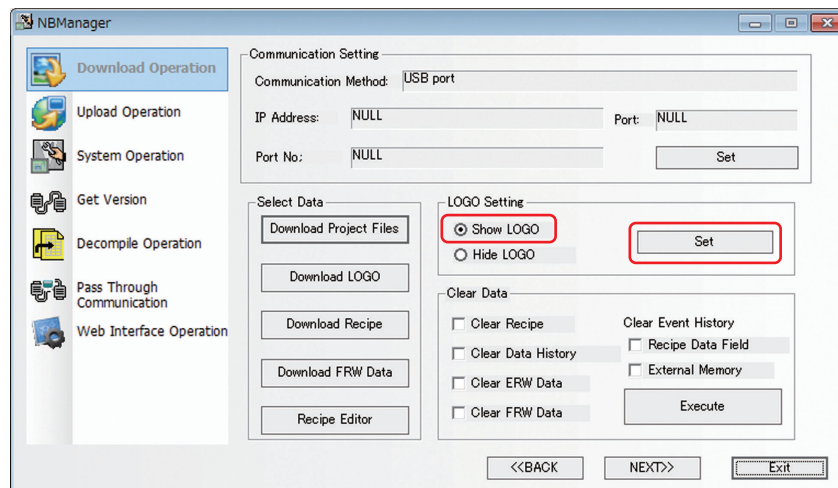 NBManager
Download Operation
Upload Operation
System Operation
Get Version
Decompile Operation
Pass Through
Communication
Web Interface Operation
Communication Setting
Communication Method: USB port
IP Address: NULL Port: NULL
Port No; NULL Set
Select Data
Download Project Files
Download LOGO
Download Recipe
Download FRW Data
Recipe Editor
LOGO Setting
Show LOGO
Hide LOGO
Set
Clear Data
Clear Recipe
Clear Data History
Clear ERW Data
Clear FRW Data
Clear Event History
Recipe Data Field
External Memory
Execute
<<BACK NEXT>> Exit